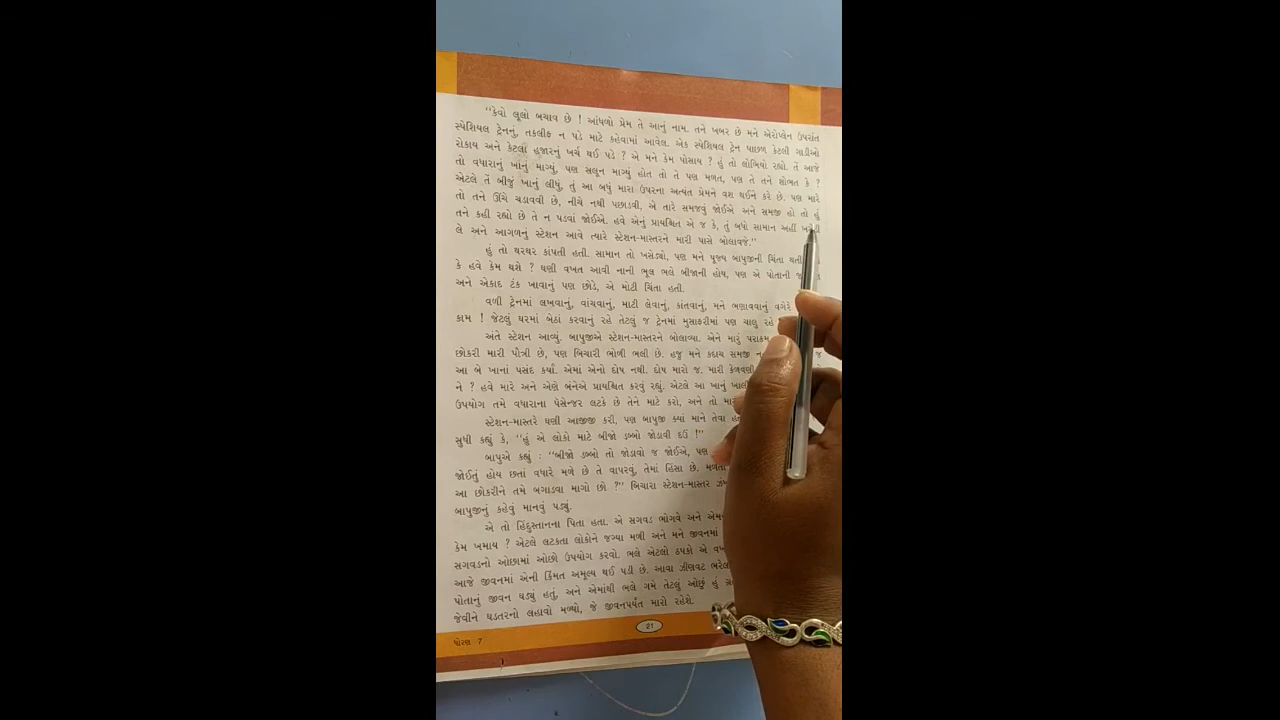 “કેવો લૂલો બચાવ છે ! આંધળો પ્રેમ તે આનું નામ. તને ખબર છે મને એરોપ્લેન ઉપરાંત
સ્પેશિયલ ટ્રેનનું, તકલીફ ન પડે માટે કહેવામાં આવેલ. એક સ્પેશિયલ ટ્રેન પાછળ કેટલી ગાડીઓ
રોકાય અને કેટલા હજારનું ખર્ચ થઈ પડે ? એ મને કેમ પોસાય ? હું તો લોભિયો રહ્યો. તેં આજે
તો વધારાનું ખાનું માગ્યું, પણ સલૂન માગ્યું હોત તો તે પણ મળત, પણ તે તને શોભત કે ?
એટલે તેં બીજું ખાનું લીધું, તું આ બધું મારા ઉપરના અત્યંત પ્રેમને વશ થઈને કરે છે. પણ મારે
તો તને ઊંચે ચડાવવી છે, નીચે નથી પછાડવી, એ તારે સમજવું જોઈએ અને સમજી હો તો હું
તને કહી રહ્યો છે તે ન પડવાં જોઈએ. હવે એનું પ્રાયશ્ચિત એ જ કે, તું બધો સામાન અહીં
લે અને આગળનું સ્ટેશન આવે ત્યારે સ્ટેશન-માસ્તરને મારી પાસે બોલાવજે.”
હું તો થરથર કાંપતી હતી. સામાન તો ખસેડ્યો, પણ મને પૂજ્ય બાપુજીની ચિંતા થતી
કે હવે કેમ થશે ? ઘણી વખત આવી નાની ભૂલ ભલે બીજાની હોય, પણ એ પોતાની
અને એકાદ ટંક ખાવાનું પણ છોડે, એ મોટી ચિંતા હતી.
વળી ટ્રેનમાં લખવાનું, વાંચવાનું, માટી લેવાનું, કાંતવાનું, મને ભણાવવાનું વગેરે
કામ ! જેટલું ઘરમાં બેઠાં કરવાનું રહે તેટલું જ ટ્રેનમાં મુસાફરીમાં પણ ચાલુ રહે
અંતે સ્ટેશન આવ્યું. બાપુજીએ સ્ટેશન-માસ્તરને બોલાવ્યા. એને મારું પરાક્રમ
છોકરી મારી પૌત્રી છે, પણ બિચારી ભોળી ભલી છે. હજુ મને કદાચ સમજી ન જ
આ બે ખાનાં પસંદ કર્યાં. એમાં એનો દોષ નથી. દોષ મારો જ. મારી કેળવણી
ને ? હવે મારે અને એણે બંનેએ પ્રાયશ્ચિત કરવું રહ્યું. એટલે આ ખાનું ખાલી
ઉપયોગ તમે વધારાના પેસેન્જર લટકે છે તેને માટે કરો, અને તો
સ્ટેશન-માસ્તરે ઘણી આજીજી કરી, પણ બાપુજી ક્યાં માને તેવા
સુધી કહ્યું કે, “હું એ લોકો માટે બીજો ડબ્બો જોડાવી દઉં !”
બાપુએ કહ્યું : “બીજો ડબ્બો તો જોડાવો જ જોઈએ, પણ
જોઈતું હોય છતાં વધારે મળે છે તે વાપરવું, તેમાં હિંસા છે.
આ છોકરીને તમે બગાડવા માગો છો ?” બિચારા સ્ટેશન-માસ્તર
બાપુજીનું કહેવું માનવું પડ્યું.
એ તો હિંદુસ્તાનના પિતા હતા. એ સગવડ ભોગવે અને
કેમ ખમાય ? એટલે લટકતા લોકોને જગ્યા મળી અને મને જીવનમાં
સગવડનો ઓછામાં ઓછો ઉપયોગ કરવો. ભલે એટલો ઠપકો એ
આજે જીવનમાં એની કિંમત અમૂલ્ય થઈ પડી છે. આવા ઝીણવટ
પોતાનું જીવન ઘડ્યું હતું, અને એમાંથી ભલે ગમે તેટલું ઓછું હું
જેવીને ઘડતરનો લહાવો મળ્યો, જે જીવનપર્યંત મારો રહેશે.
ધોરણ 7
21